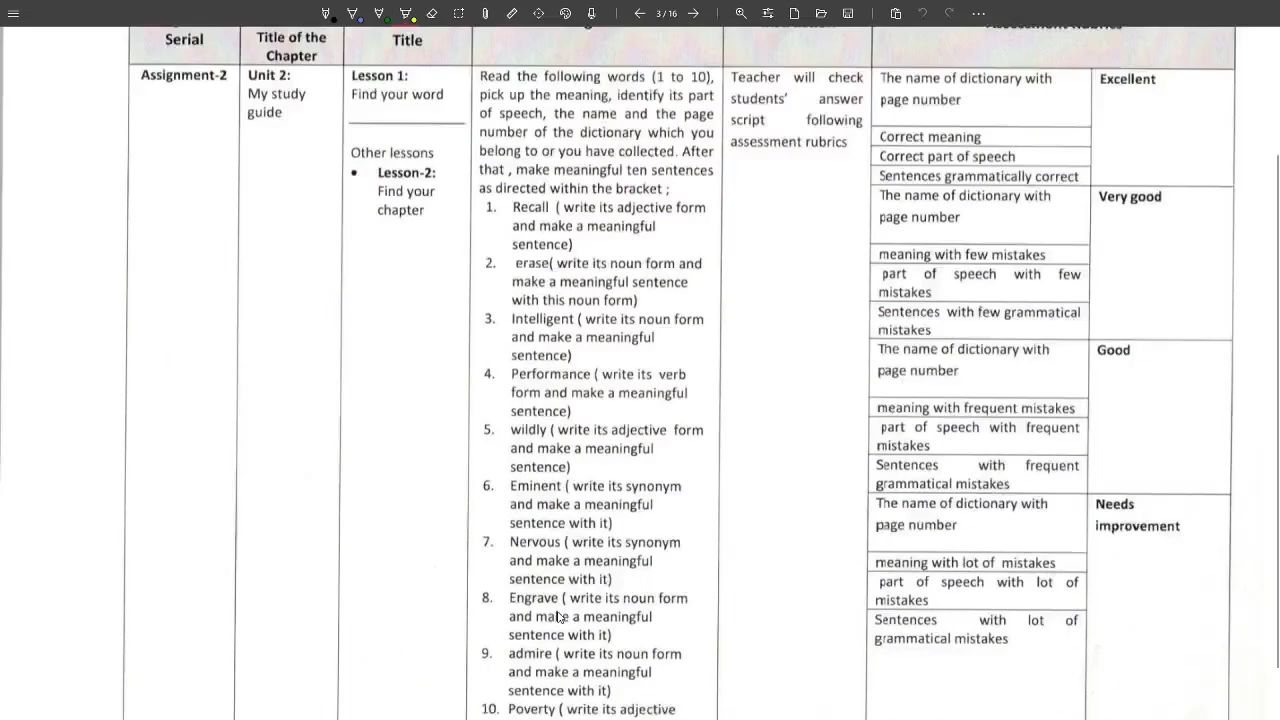 3 / 16
Serial
Title of the
Chapter
Title
Assignment-2
Unit 2:
My study
guide
Lesson 1:
Find your word
Other lessons
• Lesson-2:
Find your
chapter
Read the following words (1 to 10),
pick up the meaning, identify its part
of speech, the name and the page
number of the dictionary which you
belong to or you have collected. After
that , make meaningful ten sentences
as directed within the bracket ;
1. Recall ( write its adjective form
and make a meaningful
sentence)
2. erase( write its noun form and
make a meaningful sentence
with this noun form)
3. Intelligent ( write its noun form
and make a meaningful
sentence)
4. Performance ( write its verb
form and make a meaningful
sentence)
5. wildly ( write its adjective form
and make a meaningful
sentence)
6. Eminent ( write its synonym
and make a meaningful
sentence with it)
7. Nervous ( write its synonym
and make a meaningful
sentence with it)
8. Engrave ( write its noun form
and make a meaningful
sentence with it)
9. admire ( write its noun form
and make a meaningful
sentence with it)
10. Poverty ( write its adjective
Teacher will check
students' answer
script following
assessment rubrics
The name of dictionary with
page number
Correct meaning
Correct part of speech
Sentences grammatically correct
Excellent
The name of dictionary with
page number
meaning with few mistakes
part of speech with few
mistakes
Sentences with few grammatical
mistakes
Very good
The name of dictionary with
page number
meaning with frequent mistakes
part of speech with frequent
mistakes
Sentences with frequent
grammatical mistakes
Good
The name of dictionary with
page number
meaning with lot of mistakes
part of speech with lot of
mistakes
Sentences with lot of
grammatical mistakes
Needs
improvement